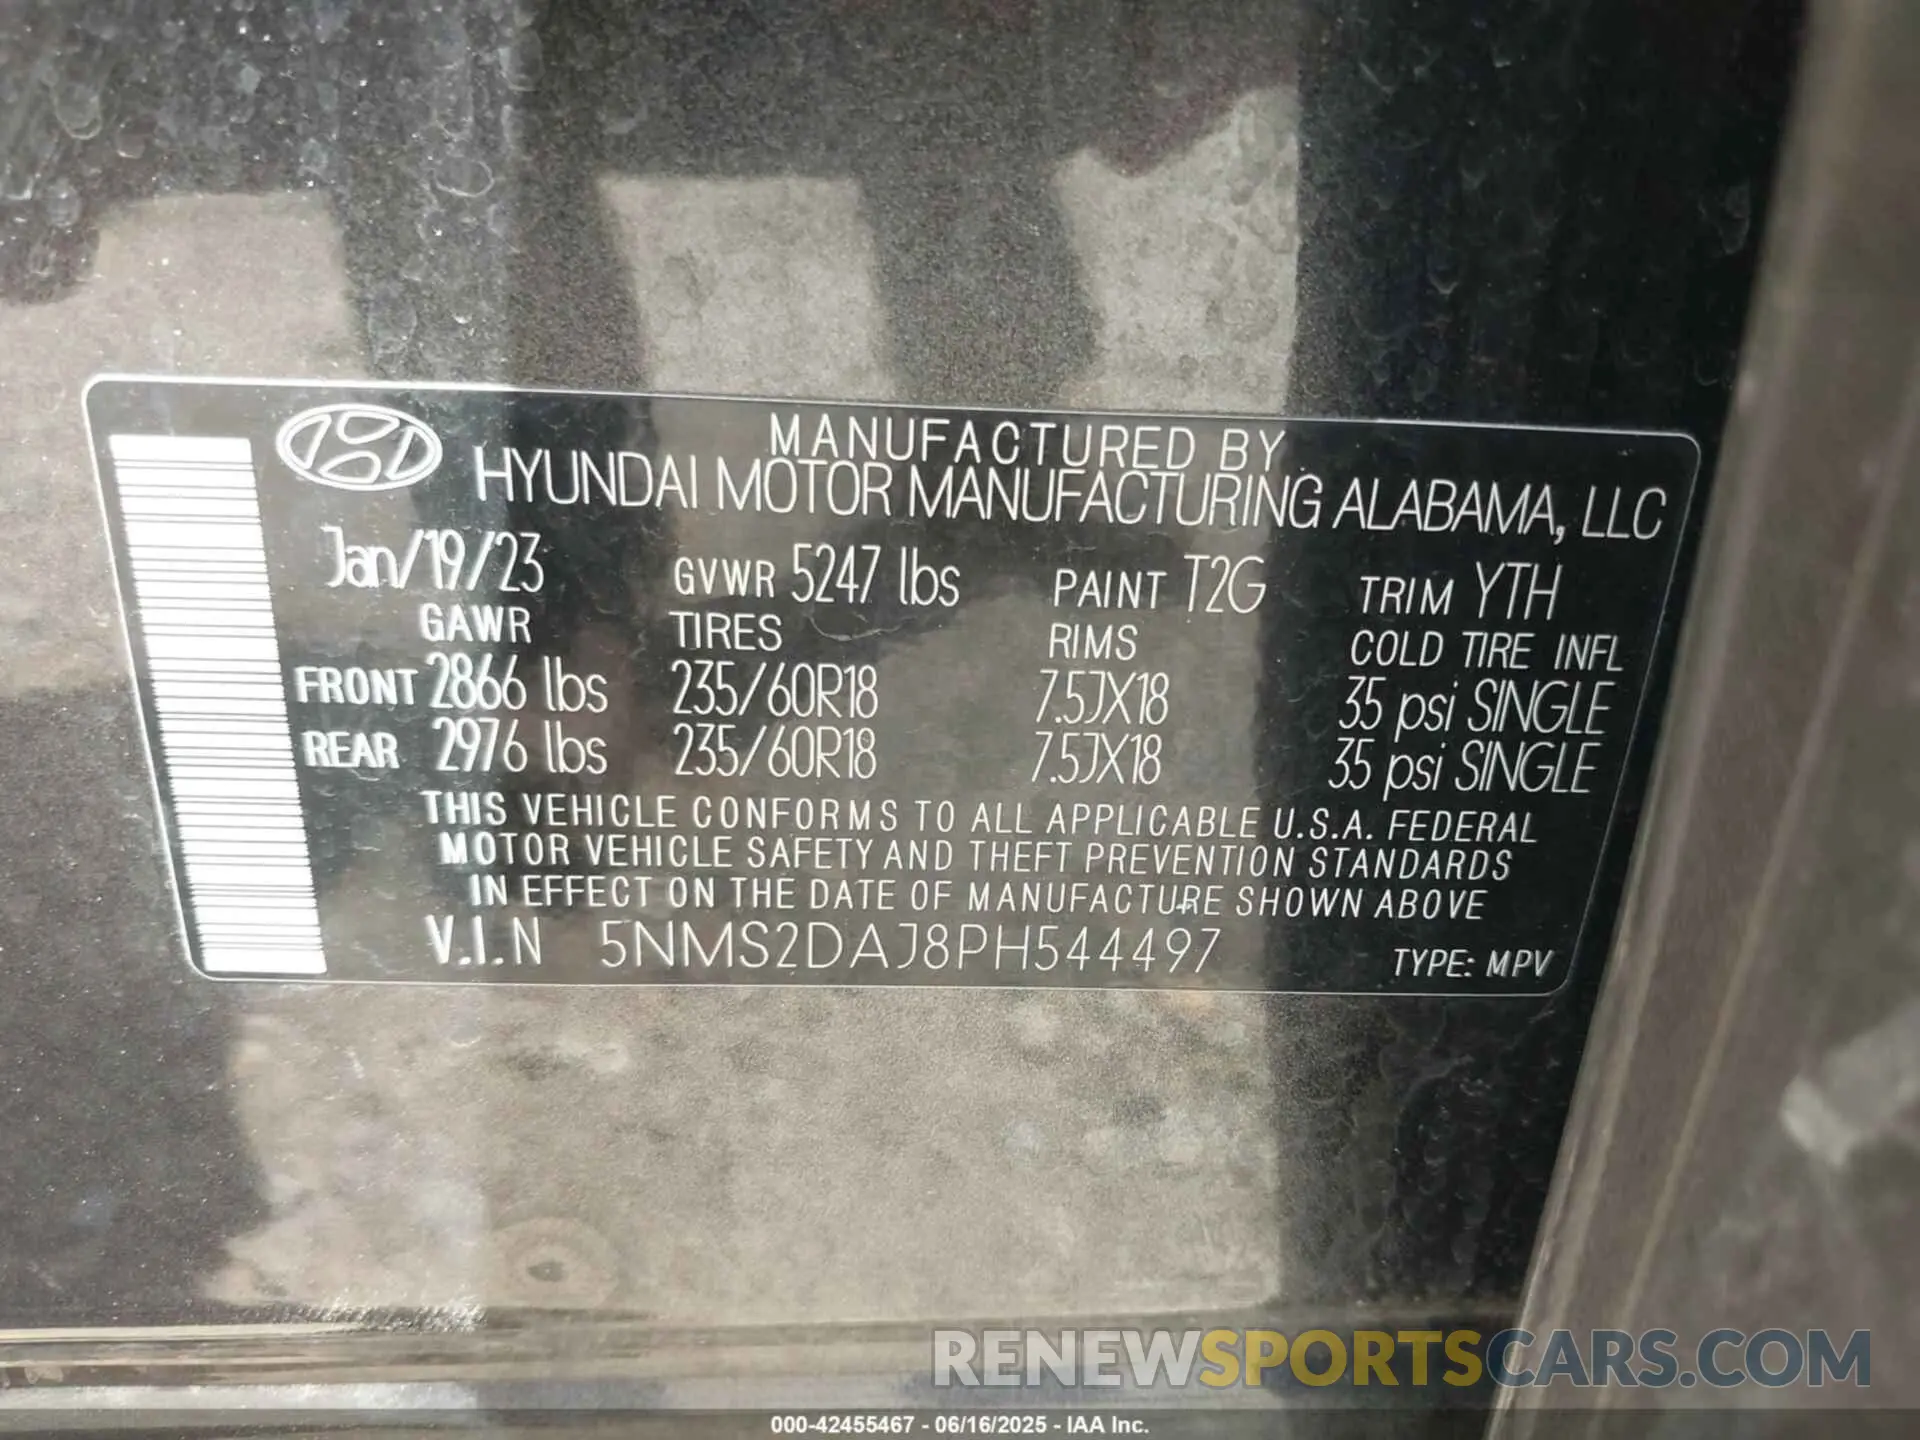 MANUFACTURED BY
HYUNDAI MOTOR MANUFACTURING ALABAMA, LLC
Jan/19/23 GVWR 5247 lbs PAINT T2G TRIM YTH
GAWR TIRES RIMS COLD TIRE INFL
FRONT 2866 lbs 235/60R18 7.5JX18 35 psi SINGLE
REAR 2976 lbs 235/60R18 7.5JX18 35 psi SINGLE
THIS VEHICLE CONFORMS TO ALL APPLICABLE U.S.A. FEDERAL
MOTOR VEHICLE SAFETY AND THEFT PREVENTION STANDARDS
IN EFFECT ON THE DATE OF MANUFACTURE SHOWN ABOVE
V.I.N 5NMS2DAJ8PH544497 TYPE: MPV
RENEWSPORTSCARS.COM
000-42455467 - 06/16/2025 - IAA Inc.